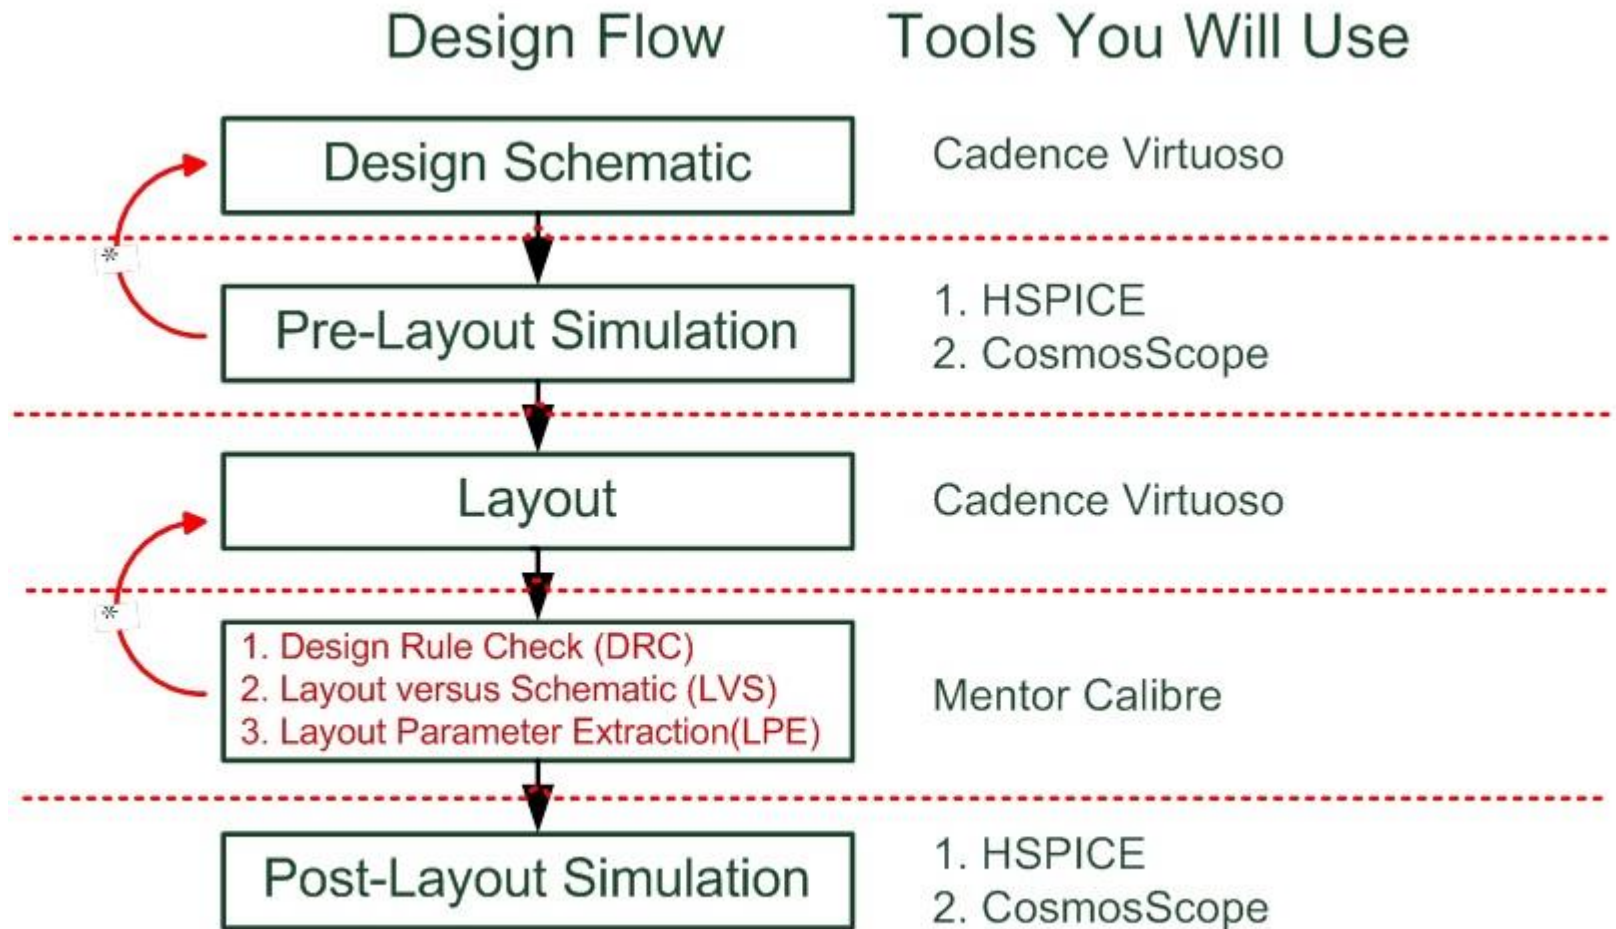 Design Flow
Tools You Will Use
Design Schematic
Cadence Virtuoso
*
Pre-Layout Simulation
1. HSPICE
2. CosmosScope
Layout
Cadence Virtuoso
*
1. Design Rule Check (DRC)
2. Layout versus Schematic (LVS)
3. Layout Parameter Extraction(LPE)
Mentor Calibre
Post-Layout Simulation
1. HSPICE
2. CosmosScope